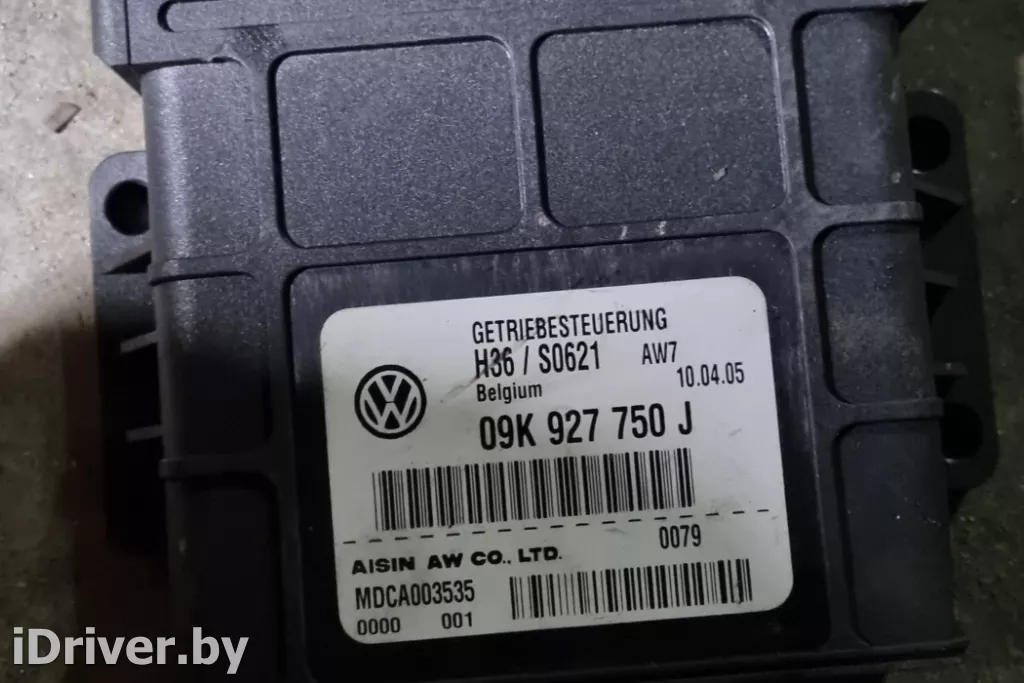 GETRIEBESTEUERUNG
H36 / S0621 AW7
Belgium 10.04.05
09K 927 750 J
0079
AISIN AW CO., LTD.
MDCA003535
0000 001
iDriver.by